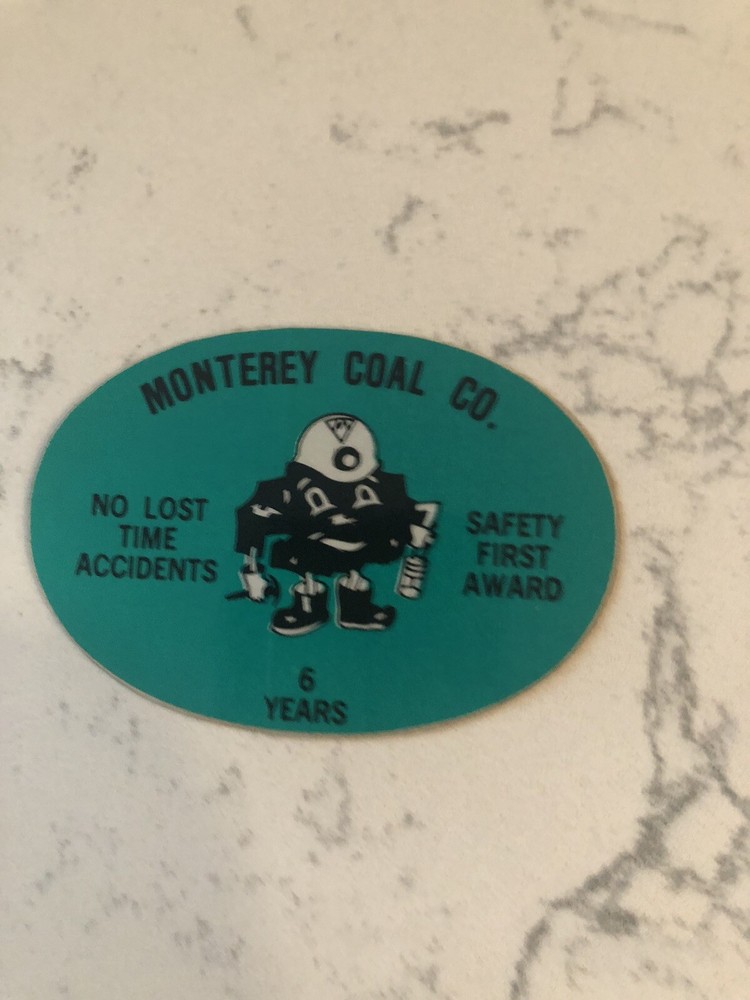 MONTEREY COAL CO.
NO LOST
TIME
ACCIDENTS
SAFETY
FIRST
AWARD
6
YEARS